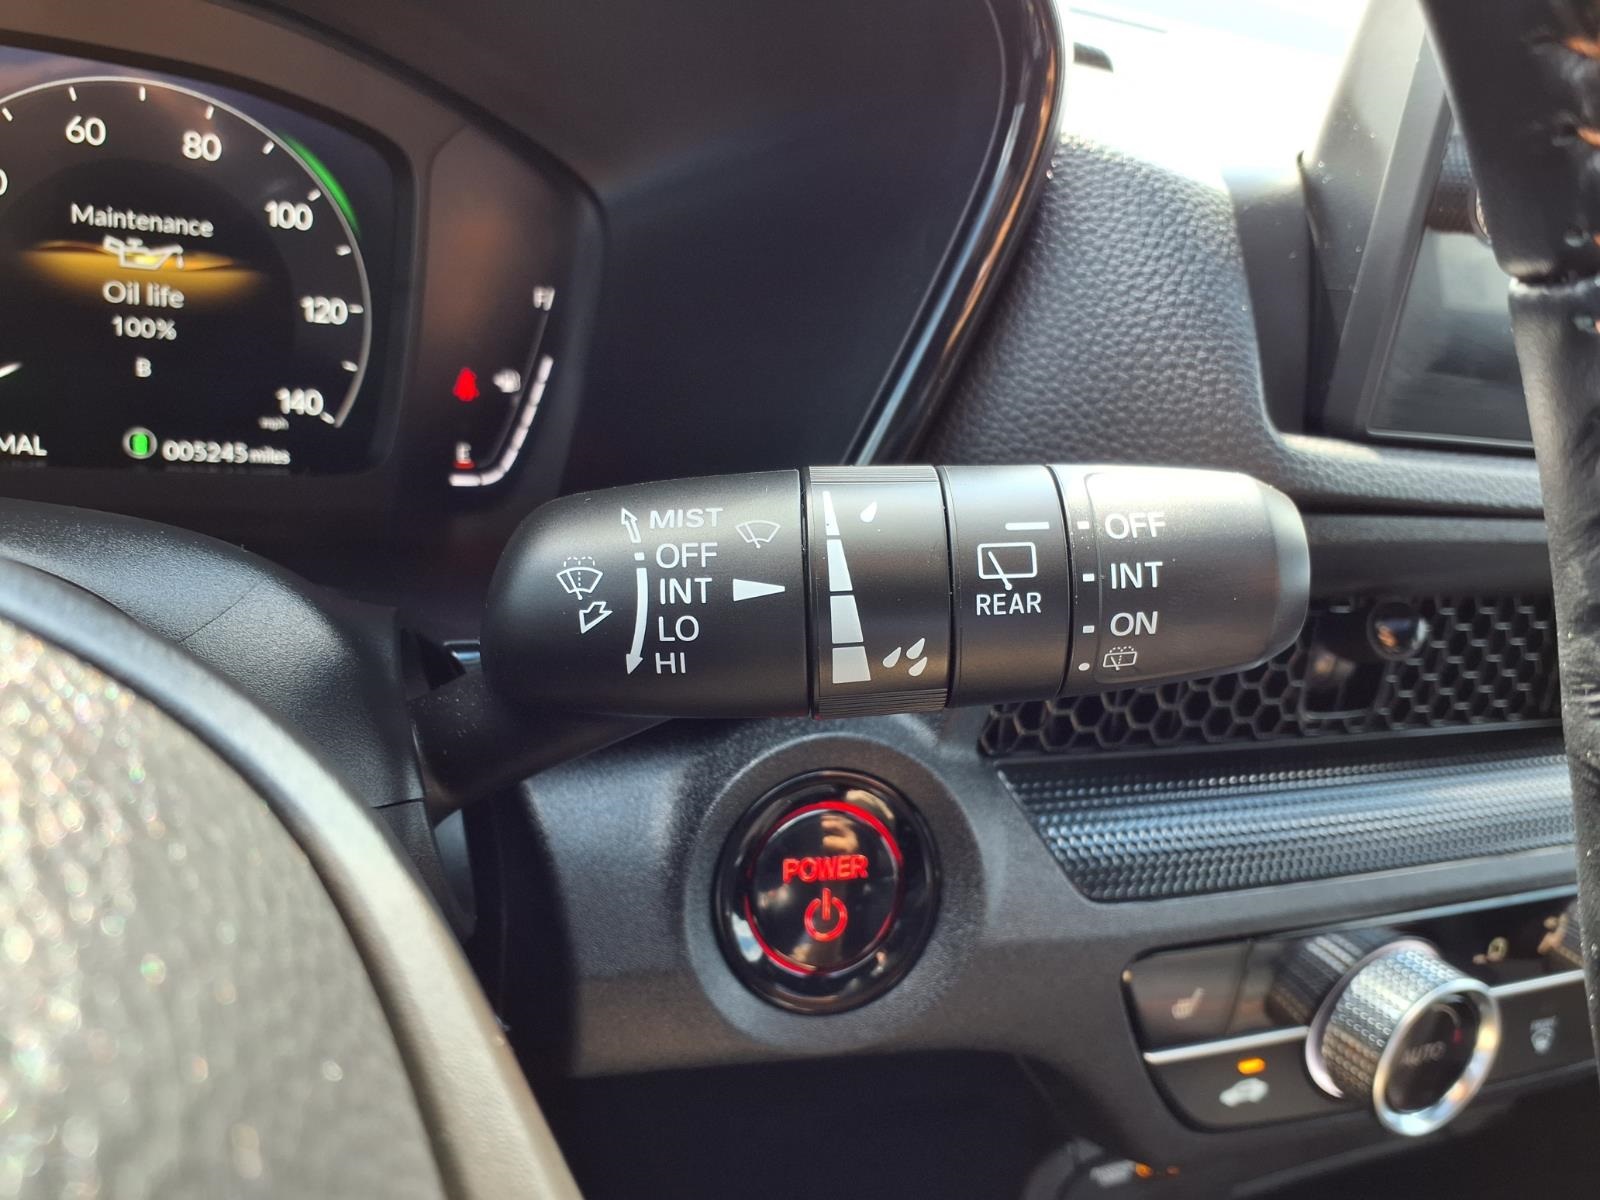 60
80
100
120
140
mph
Maintenance
Oil life
100%
B
005245 miles
F
E
MIST
OFF
INT
LO
HI
REAR
OFF
INT
ON
POWER
AUTO